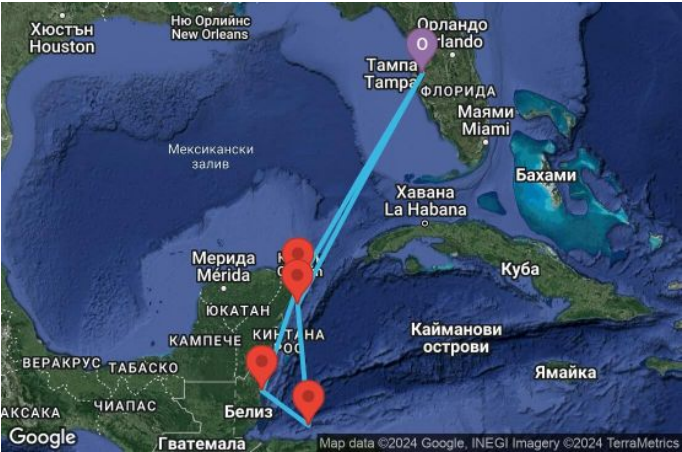 Хюстън
Houston
Ню Орлийнс
New Orleans
Орландо
Orlando
O
Тампа
Tampa
ФЛОРИДА
Маями
Miami
Мексикански
залив
Бахами
Хавана
La Habana
Мерида
Mérida
Куба
ЮКАТАН
КАМПЕЧЕ
КИНТАНА
РОО
Кайманови
острови
ВЕРАКРУС
ТАБАСКО
Ямайка
АКСАКА
ЧИАПАС
Белиз
Гватемала
Google
Map data ©2024 Google, INEGI Imagery ©2024 TerraMetrics